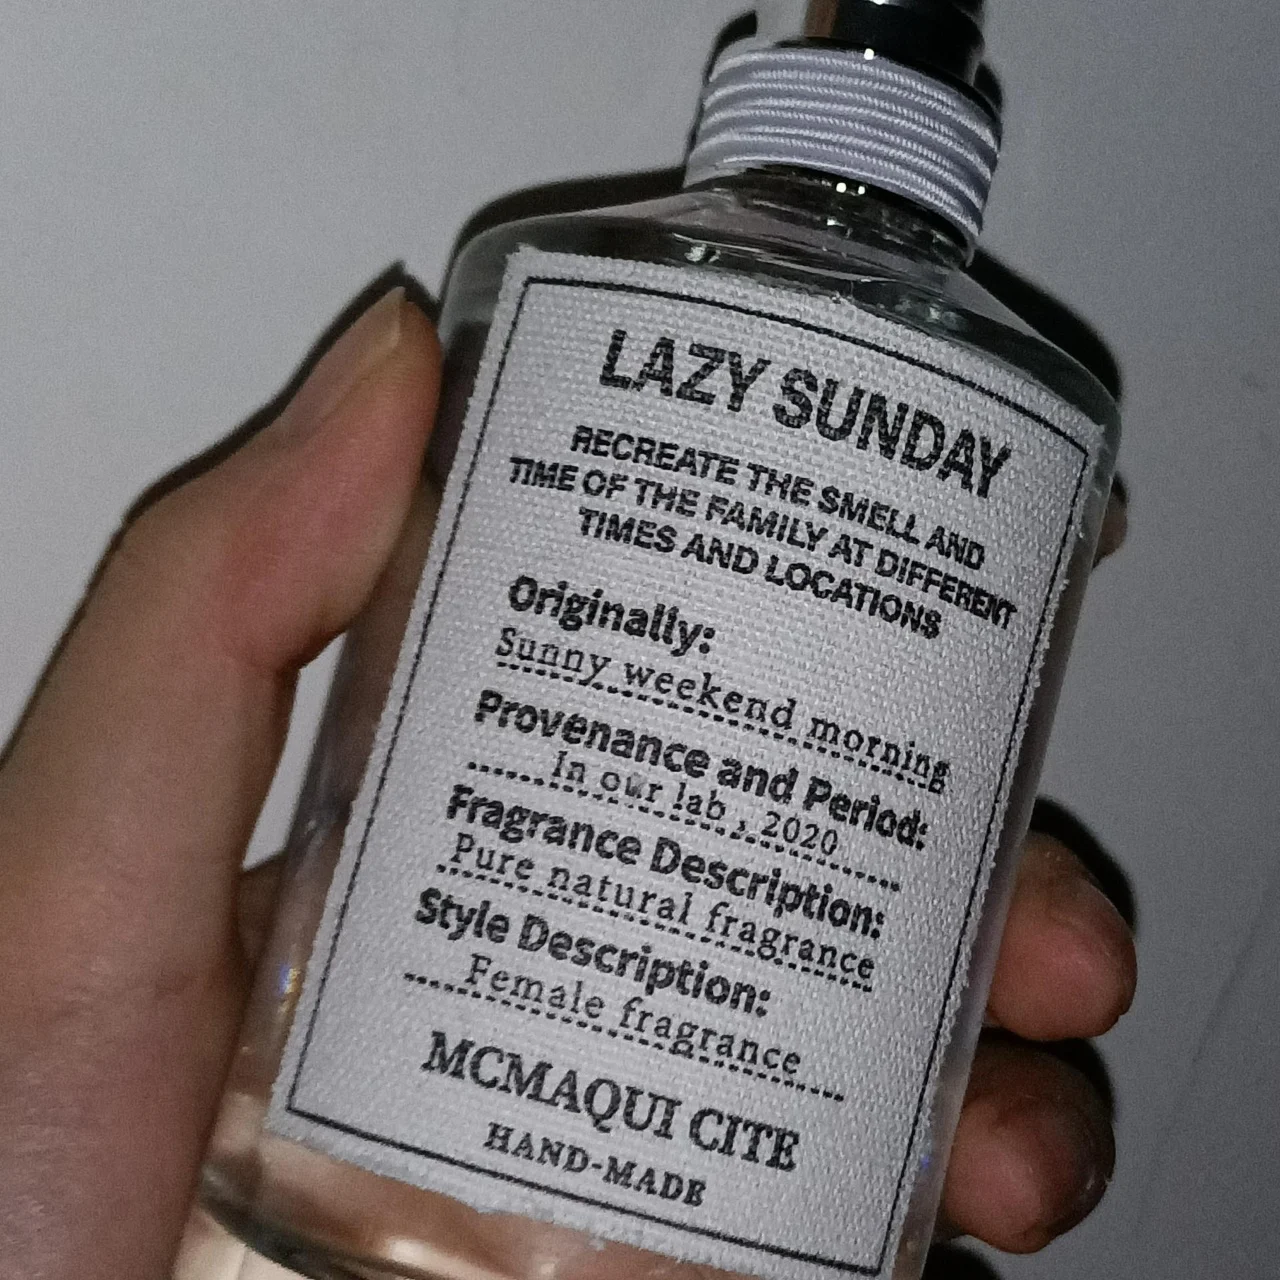 LAZY SUNDAY
RECREATE THE SMELL AND
TIME OF THE FAMILY AT DIFFERENT
TIMES AND LOCATIONS
Originally:
Sunny weekend morning
Provenance and Period:
In our lab , 2020
Fragrance Description:
Pure natural fragrance
Style Description:
Female fragrance
MCMAQUI CITE
HAND-MADE